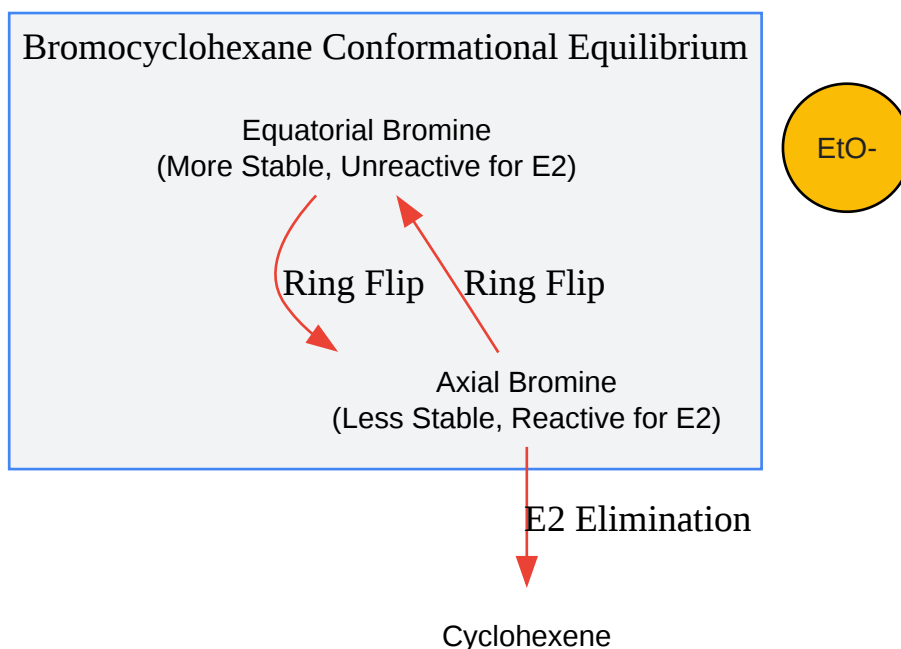 Bromocyclohexane Conformational Equilibrium
Equatorial Bromine
(More Stable, Unreactive for E2)
EtO-
Ring Flip
Ring Flip
Axial Bromine
(Less Stable, Reactive for E2)
E2 Elimination
Cyclohexene